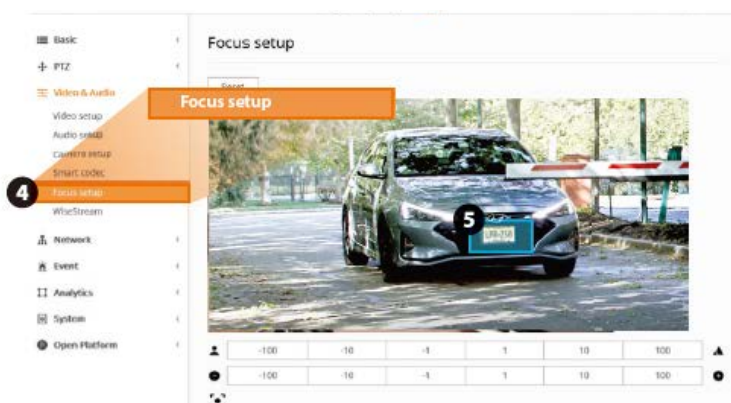 Focus setup
Basic
PTZ
Video & Audio
Video setup
Audio setup
Camera setup
Smart codec
Focus setup
WiseStream
Network
Event
Analytics
System
Open Platform
Reset
Focus setup
4
5
-100 -10 -1 1 10 100
-100 -10 -1 1 10 100